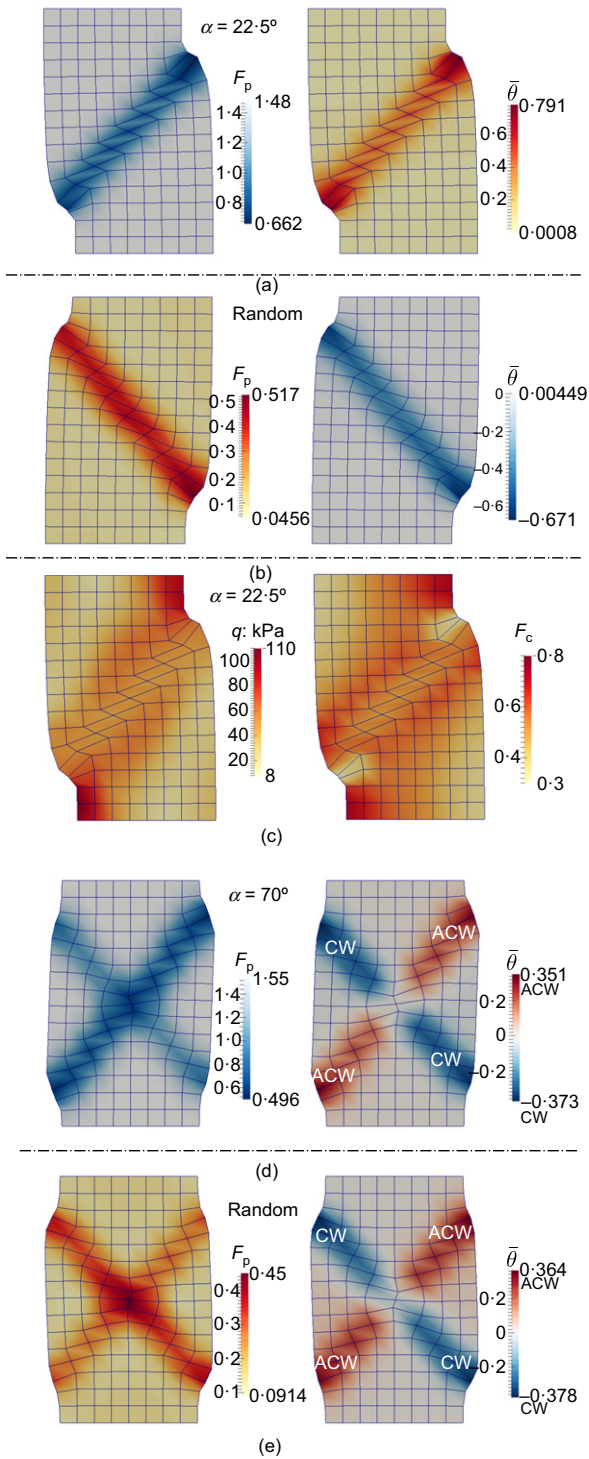 α = 22·5º
F_p
1·48
1·4
1·2
1·0
0·8
0·662
θ̅
0·791
0·6
0·4
0·2
0·0008
(a)
Random
F_p
0·517
0·5
0·4
0·3
0·2
0·1
0·0456
θ̅
0
0·00449
–0·2
–0·4
–0·6
–0·671
(b)
α = 22·5º
q: kPa
110
100
80
60
40
20
8
F_c
0·8
0·6
0·4
0·3
(c)
α = 70º
F_p
1·55
1·4
1·2
1·0
0·8
0·6
0·496
CW
ACW
ACW
CW
θ̅
0·351
ACW
0·2
0
–0·2
–0·373
CW
(d)
Random
F_p
0·45
0·4
0·3
0·2
0·1
0·0914
CW
ACW
ACW
CW
θ̅
0·364
ACW
0·2
0
–0·2
–0·378
CW
(e)